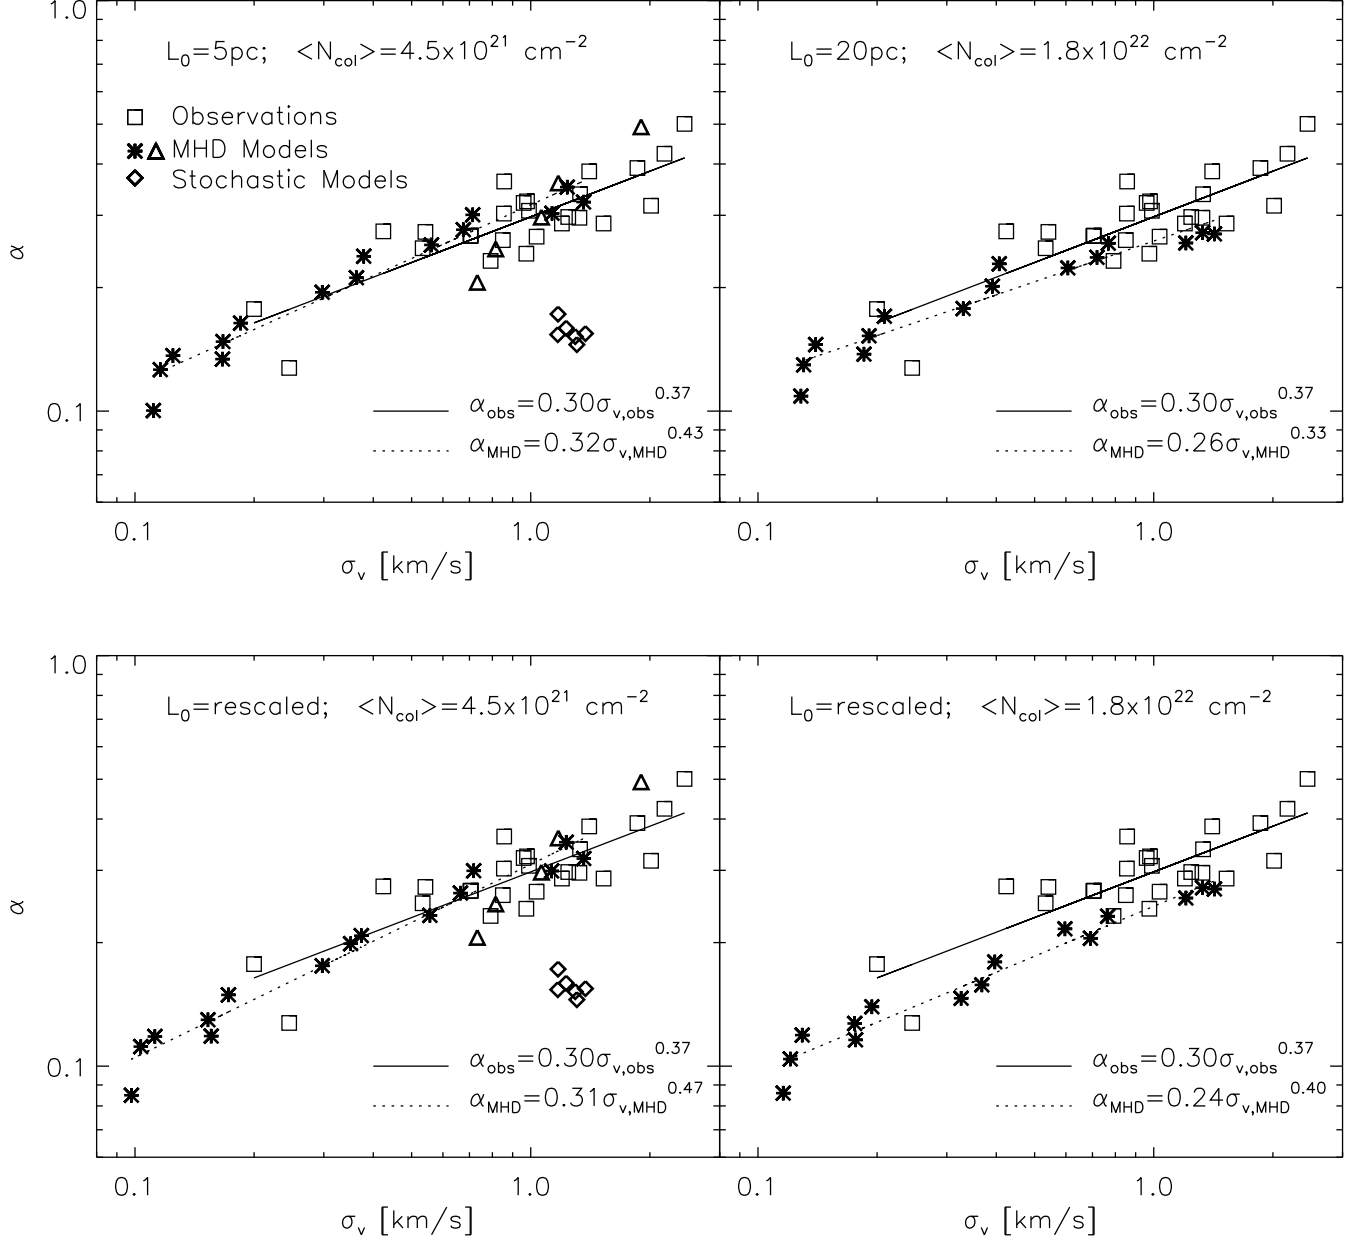 1.0
L₀=5pc; <N_col>=4.5x10²¹ cm⁻²
L₀=20pc; <N_col>=1.8x10²² cm⁻²
Observations
MHD Models
Stochastic Models
α
0.1
α_obs=0.30σ_v,obs^0.37
α_MHD=0.32σ_v,MHD^0.43
α_obs=0.30σ_v,obs^0.37
α_MHD=0.26σ_v,MHD^0.33
0.1 1.0
0.1 1.0
σ_v [km/s]
σ_v [km/s]
1.0
L₀=rescaled; <N_col>=4.5x10²¹ cm⁻²
L₀=rescaled; <N_col>=1.8x10²² cm⁻²
α
0.1
α_obs=0.30σ_v,obs^0.37
α_MHD=0.31σ_v,MHD^0.47
α_obs=0.30σ_v,obs^0.37
α_MHD=0.24σ_v,MHD^0.40
0.1 1.0
0.1 1.0
σ_v [km/s]
σ_v [km/s]